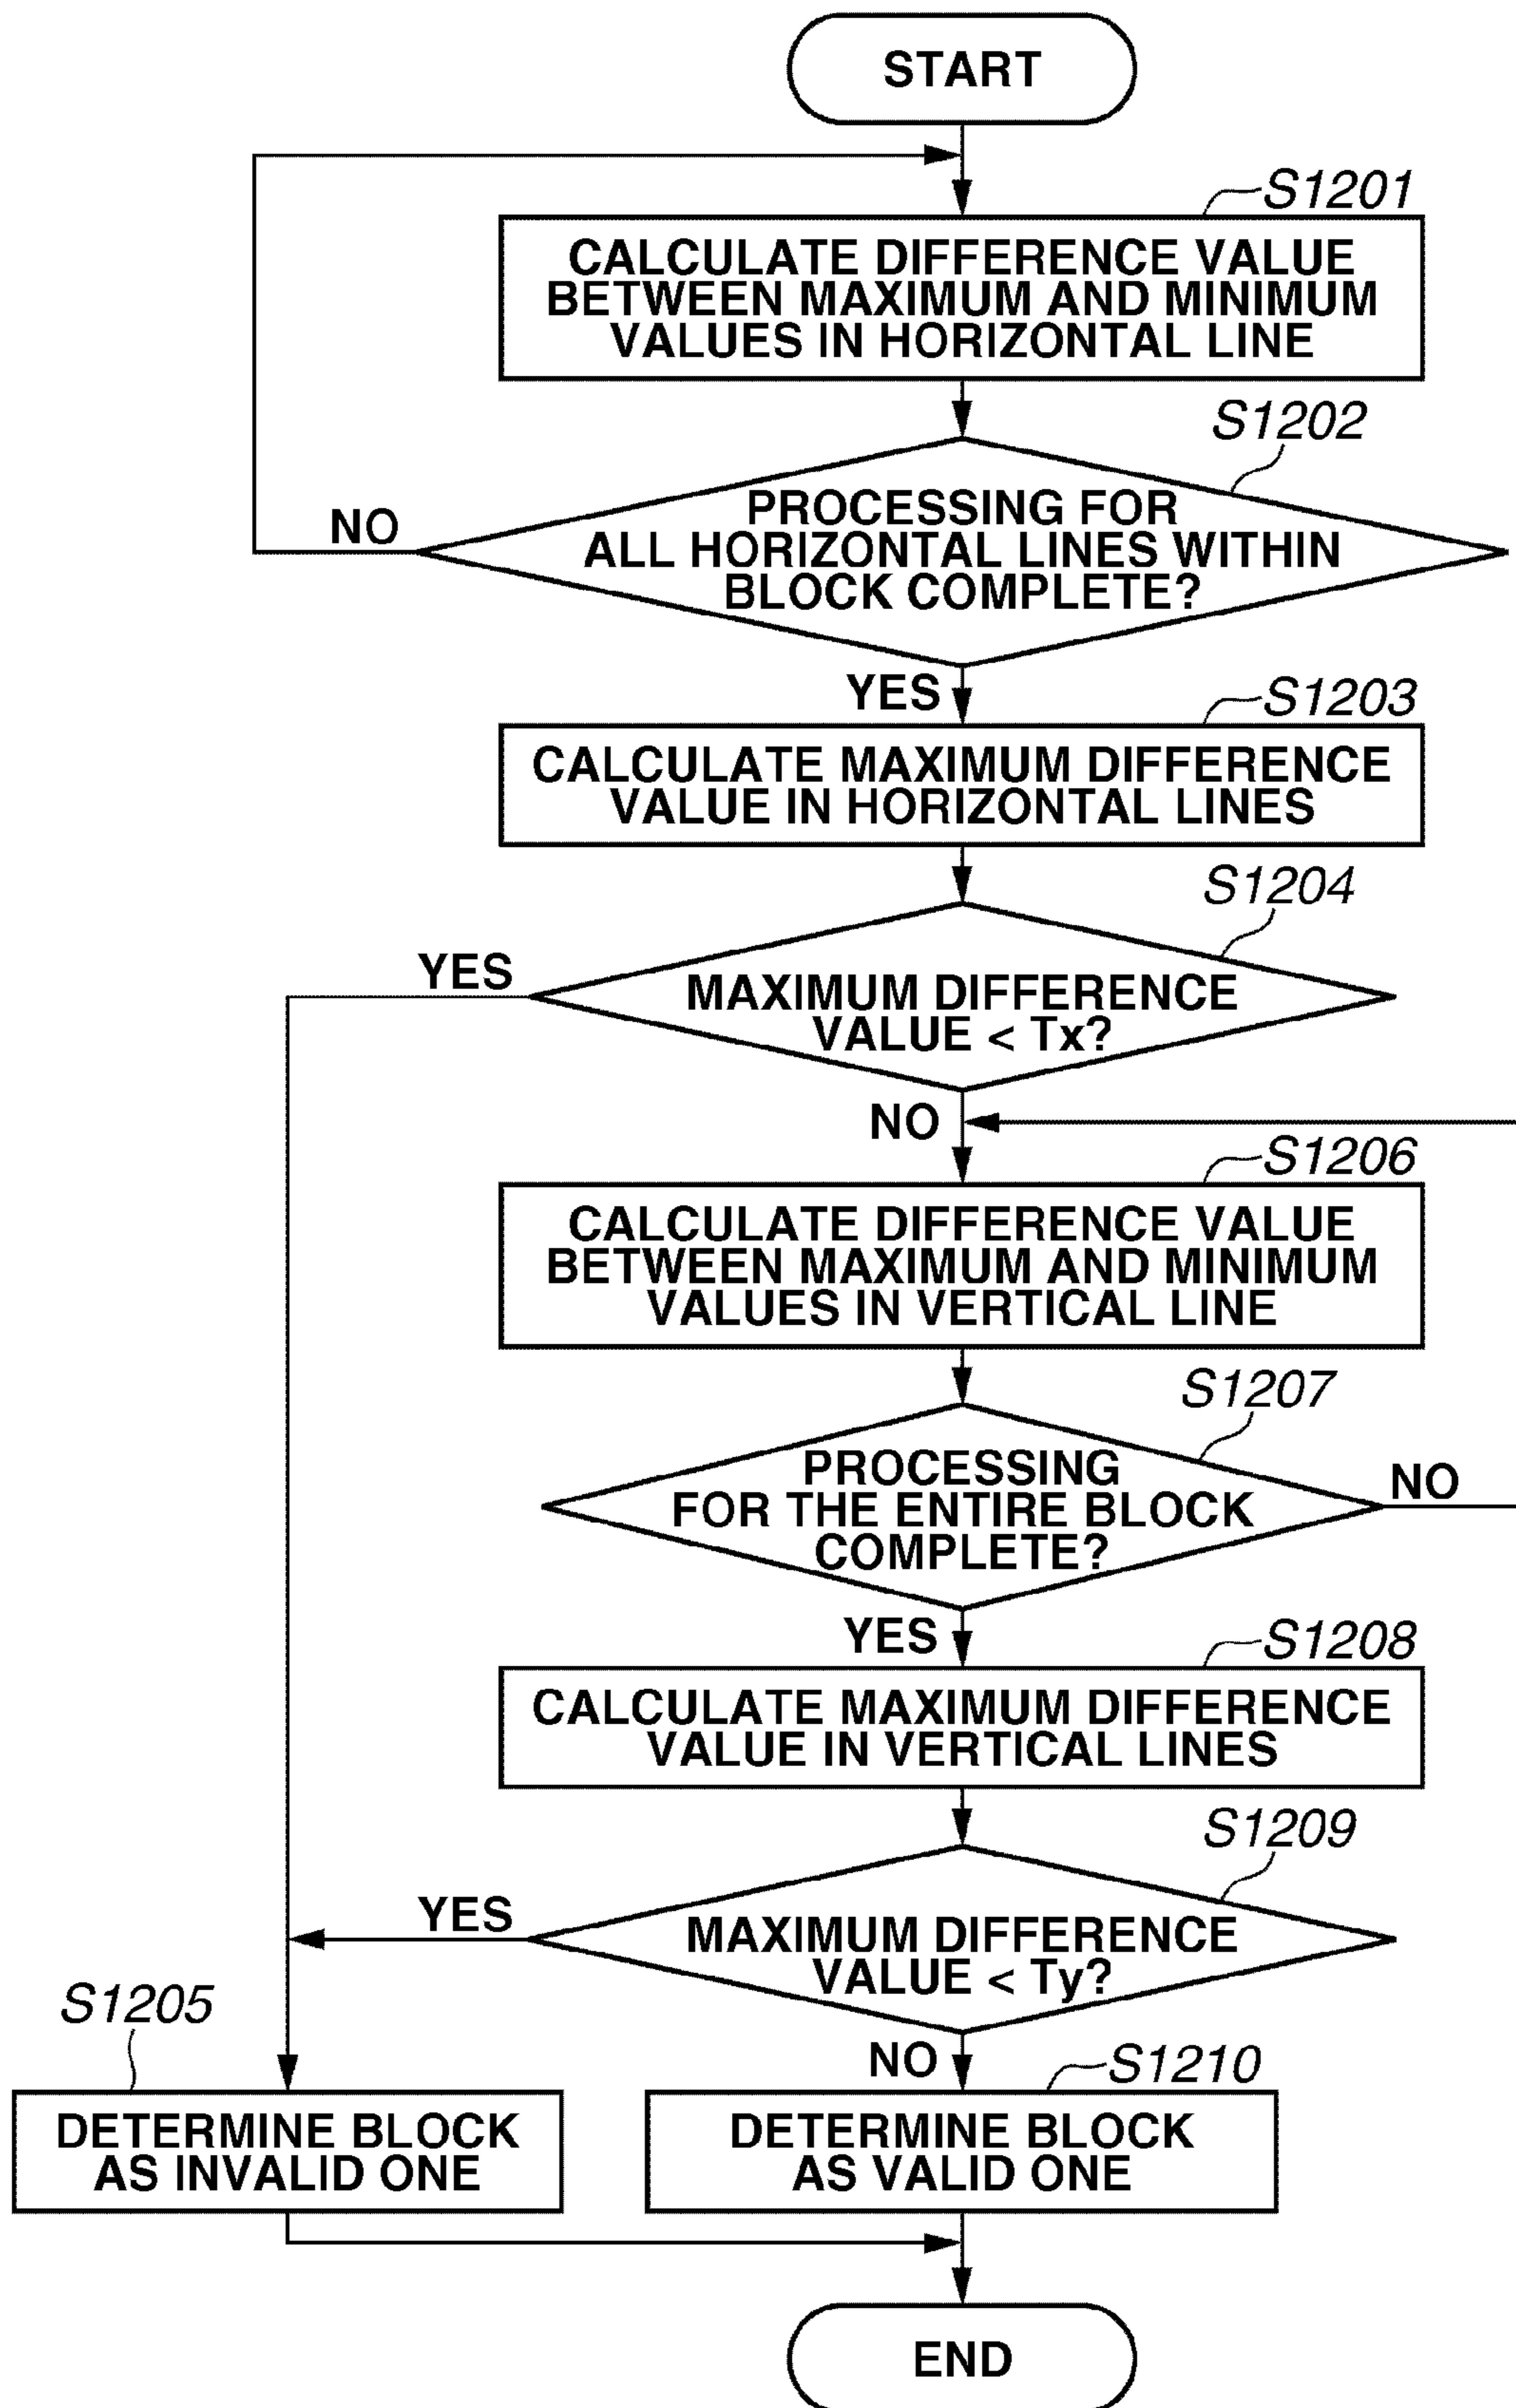 START
S1201
CALCULATE DIFFERENCE VALUE
BETWEEN MAXIMUM AND MINIMUM
VALUES IN HORIZONTAL LINE
S1202
PROCESSING FOR
ALL HORIZONTAL LINES WITHIN
BLOCK COMPLETE?
NO
YES
S1203
CALCULATE MAXIMUM DIFFERENCE
VALUE IN HORIZONTAL LINES
S1204
YES
MAXIMUM DIFFERENCE
VALUE < Tx?
NO
S1206
CALCULATE DIFFERENCE VALUE
BETWEEN MAXIMUM AND MINIMUM
VALUES IN VERTICAL LINE
S1207
PROCESSING
FOR THE ENTIRE BLOCK
COMPLETE?
NO
YES
S1208
CALCULATE MAXIMUM DIFFERENCE
VALUE IN VERTICAL LINES
S1209
YES
MAXIMUM DIFFERENCE
VALUE < Ty?
S1205
NO
S1210
DETERMINE BLOCK
AS INVALID ONE
DETERMINE BLOCK
AS VALID ONE
END